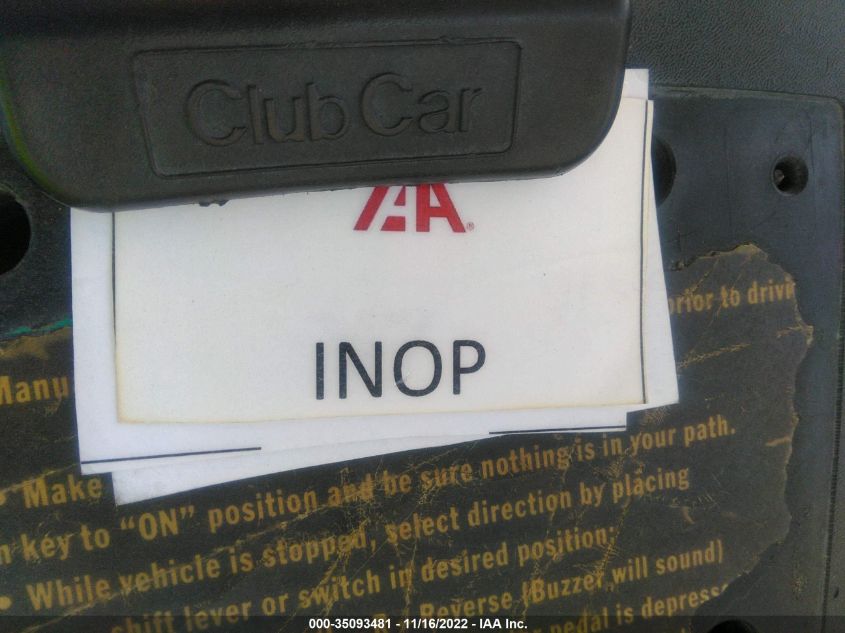 Club Car
IAA®
INOP
prior to drivi
Manu
• Make
sure nothing is in your path.
n key to "ON" position and be
While vehicle is stopped, select direction by placing
shift lever or switch in desired position:
Reverse (Buzzer will sound)
pedal is depress
000-35093481 - 11/16/2022 - IAA Inc.